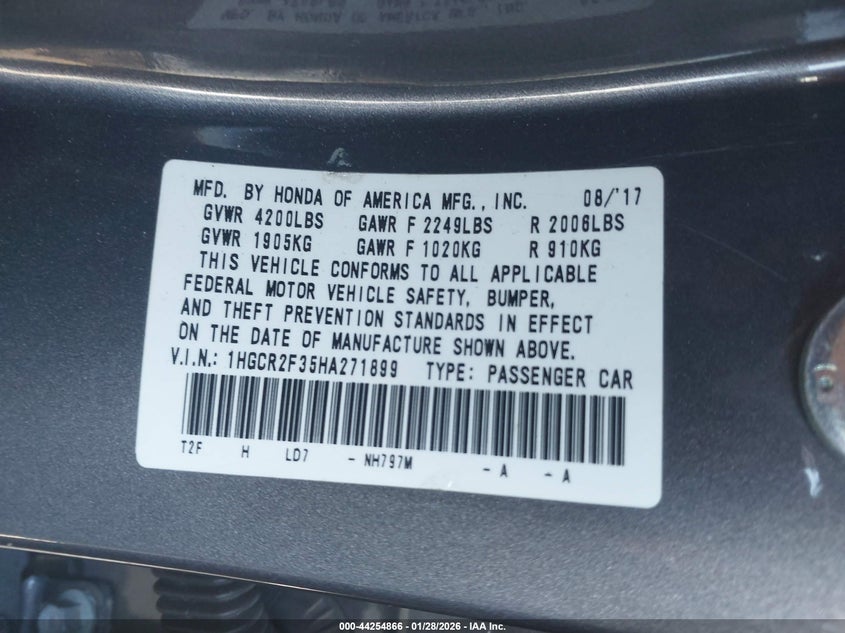 MFD. BY HONDA OF AMERICA MFG., INC. 08/'17
GVWR 4200LBS GAWR F 2249LBS R 2006LBS
GVWR 1905KG GAWR F 1020KG R 910KG
THIS VEHICLE CONFORMS TO ALL APPLICABLE
FEDERAL MOTOR VEHICLE SAFETY, BUMPER,
AND THEFT PREVENTION STANDARDS IN EFFECT
ON THE DATE OF MANUFACTURE SHOWN ABOVE.
V.I.N.: 1HGCR2F35HA271899 TYPE: PASSENGER CAR
T2F H LD7 - NH797M - A - A
000-44254866 - 01/28/2026 - IAA Inc.